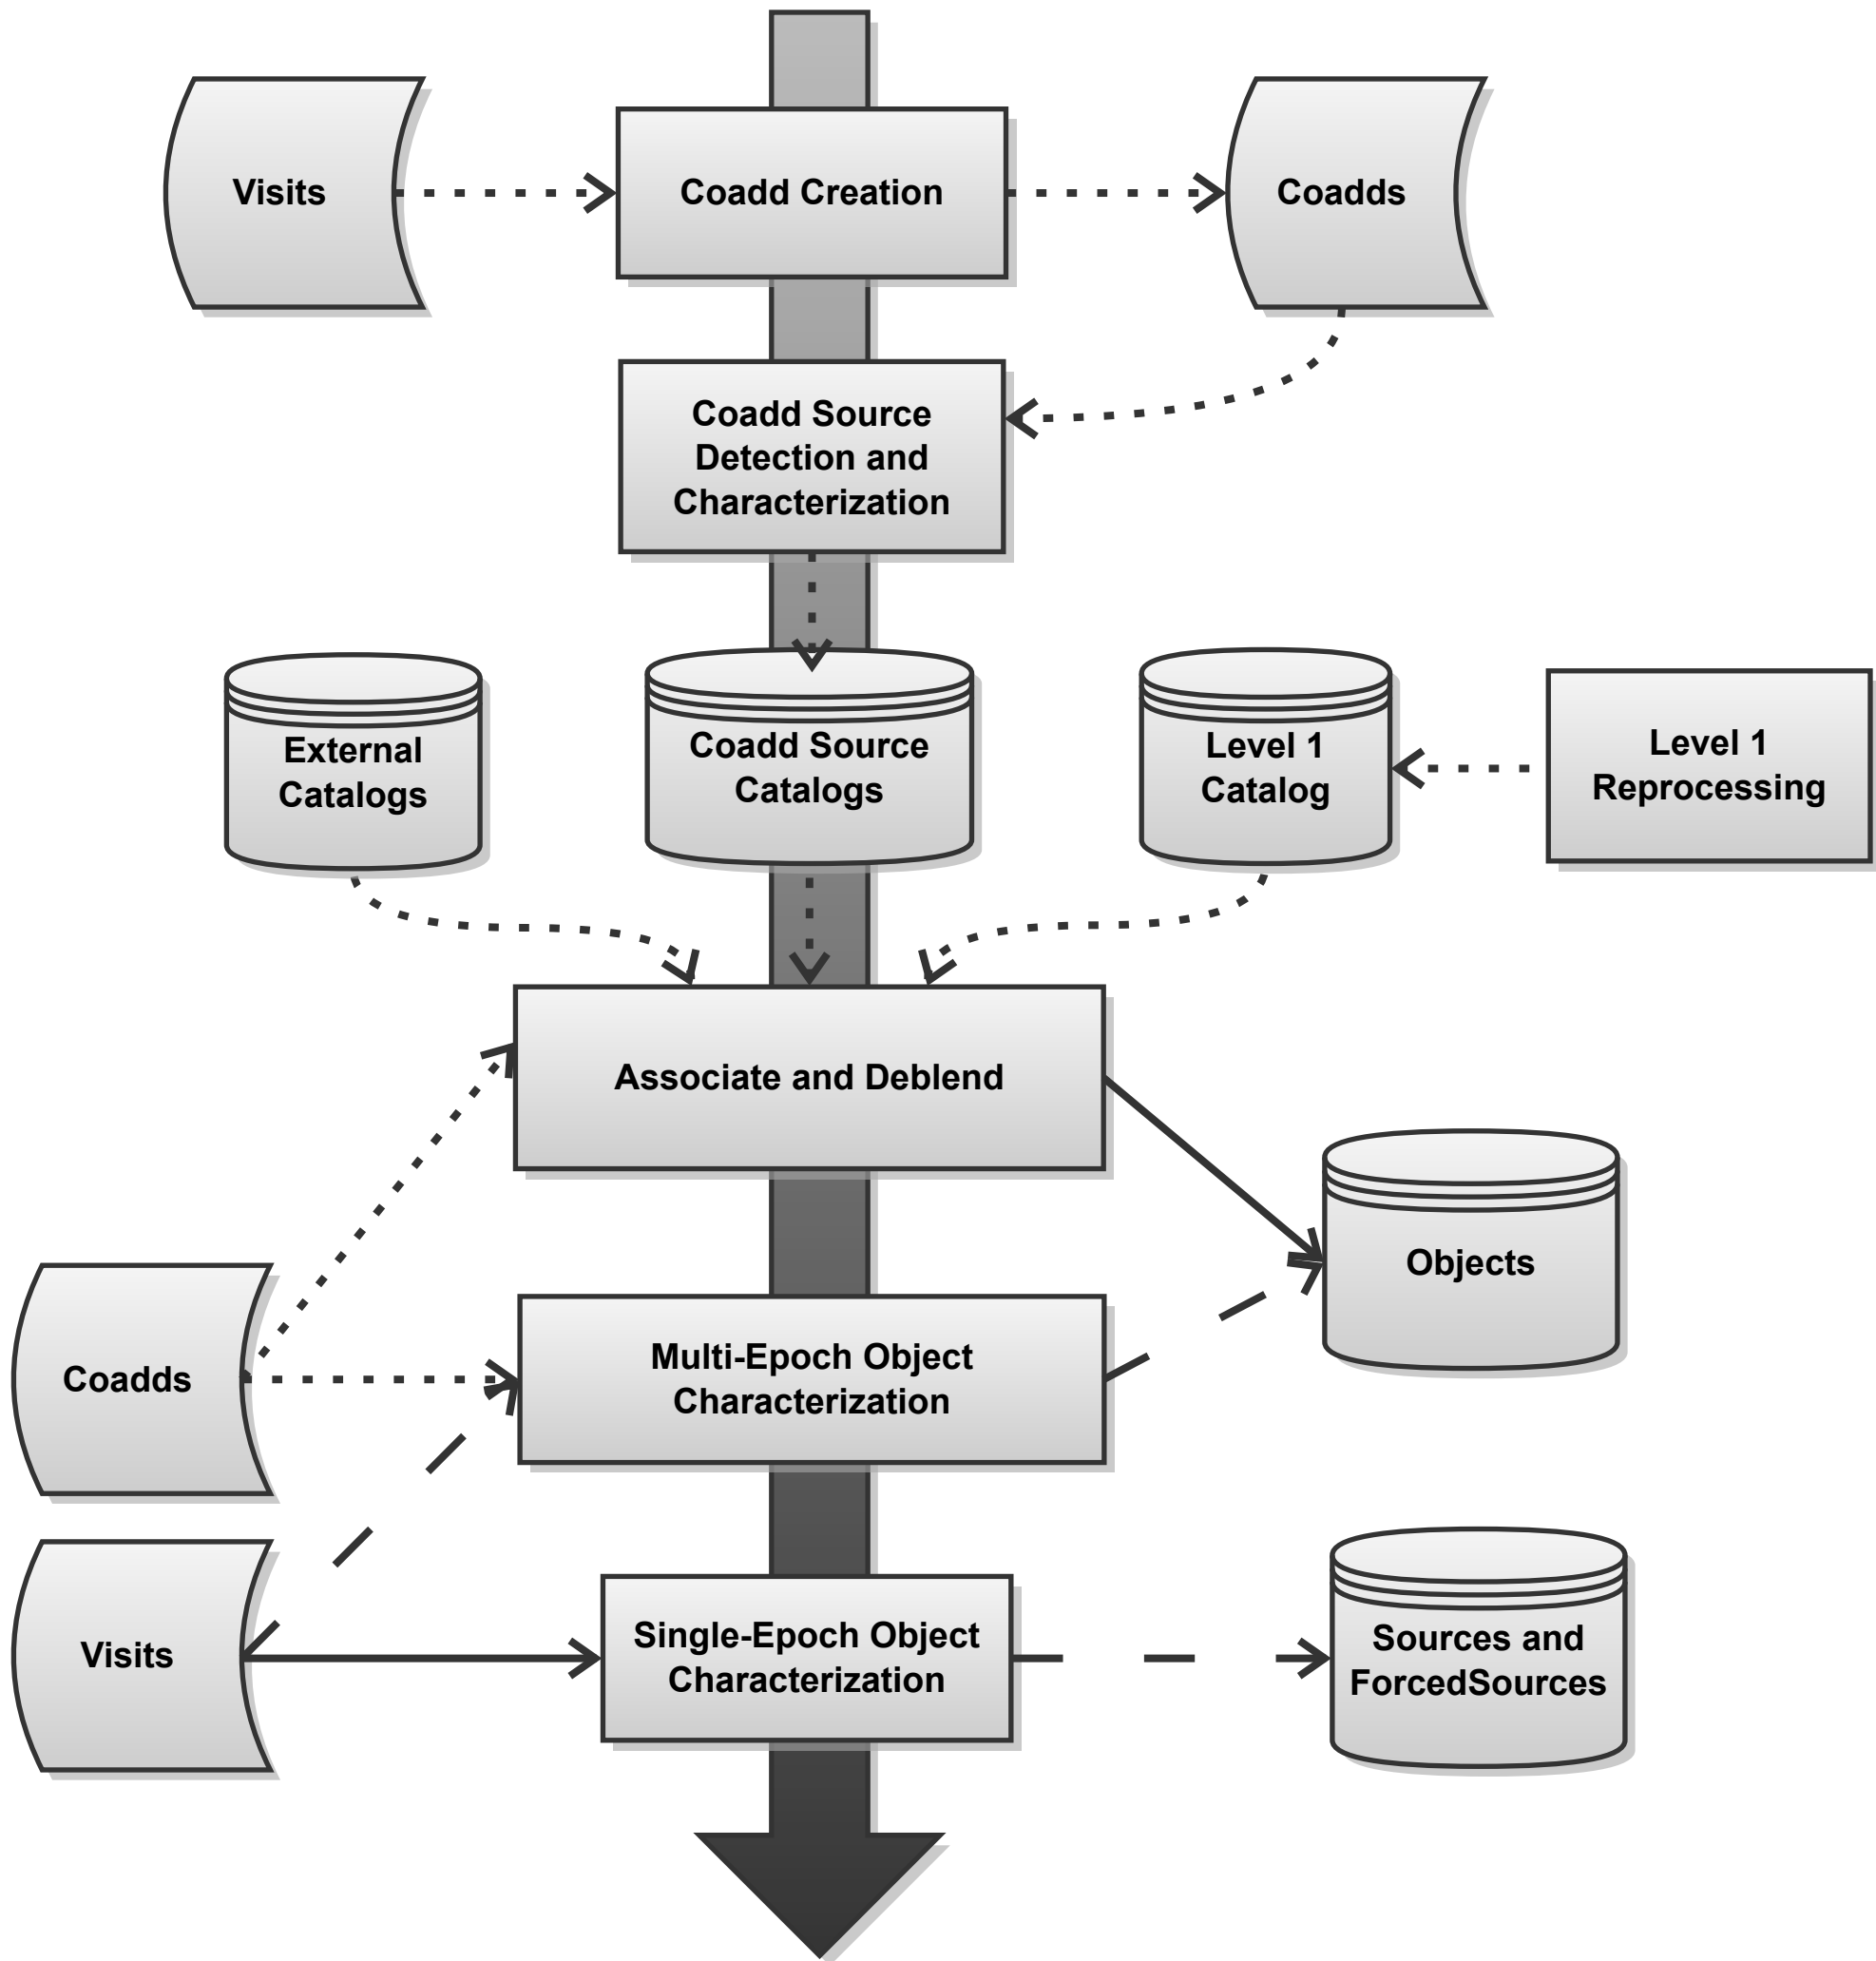 Visits
Coadd Creation
Coadds
Coadd Source
Detection and
Characterization
External
Catalogs
Coadd Source
Catalogs
Level 1
Catalog
Level 1
Reprocessing
Associate and Deblend
Objects
Multi-Epoch Object
Characterization
Coadds
Visits
Single-Epoch Object
Characterization
Sources and
ForcedSources